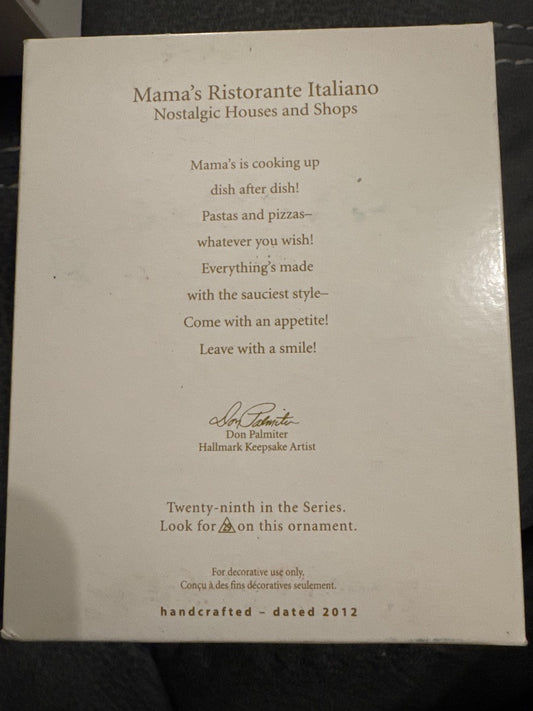 Mama's Ristorante Italiano
Nostalgic Houses and Shops
Mama's is cooking up
dish after dish!
Pastas and pizzas–
whatever you wish!
Everything's made
with the sauciest style–
Come with an appetite!
Leave with a smile!
Don Palmiter
Don Palmiter
Hallmark Keepsake Artist
Twenty-ninth in the Series.
Look for 29 on this ornament.
For decorative use only.
Conçu à des fins décoratives seulement.
handcrafted – dated 2012